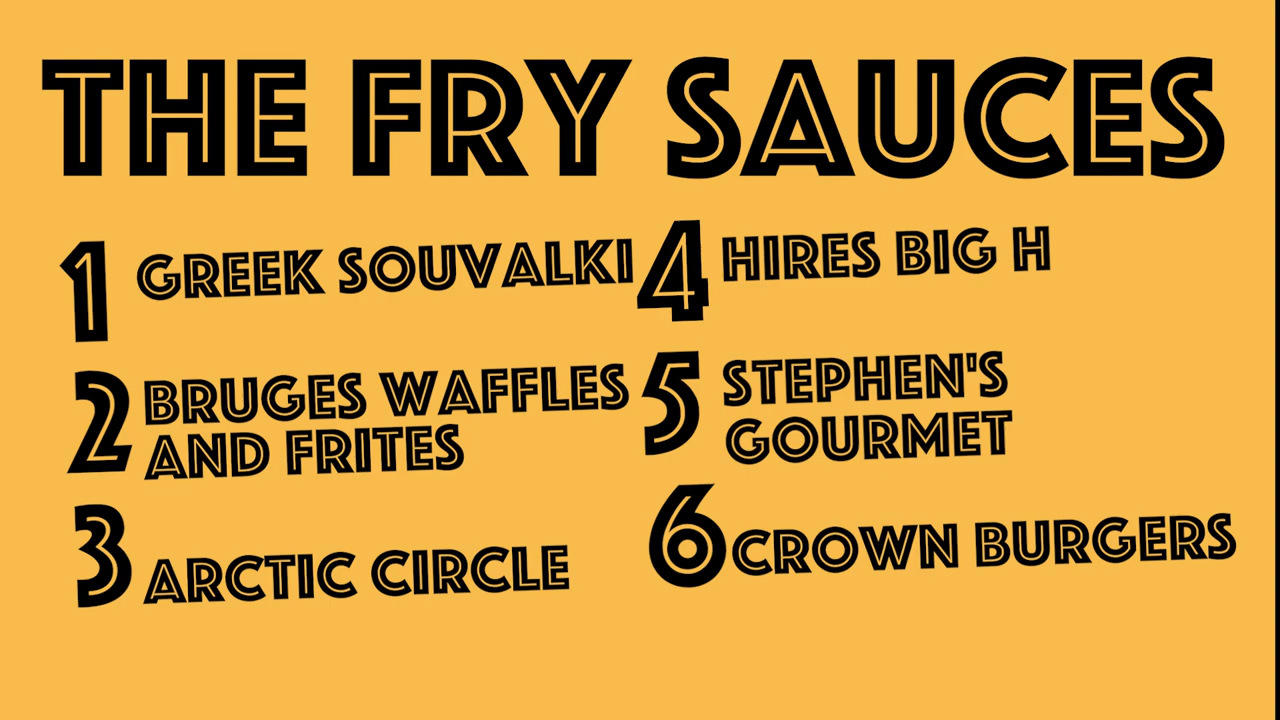 THE FRY SAUCES
1 GREEK SOUVALKI
2 BRUGES WAFFLES
AND FRITES
3 ARCTIC CIRCLE
4 HIRES BIG H
5 STEPHEN'S
GOURMET
6 CROWN BURGERS